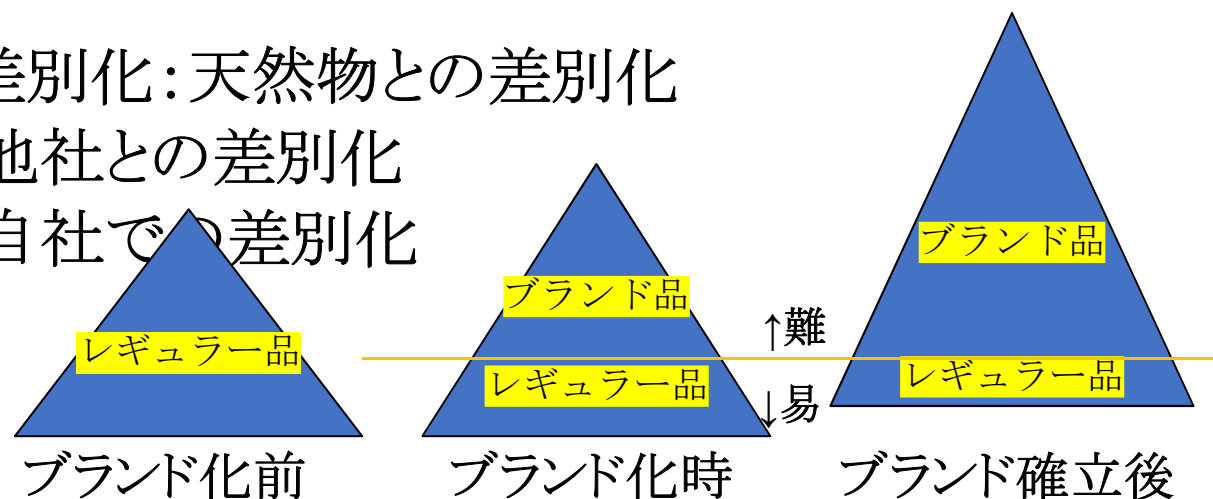 差別化：天然物との差別化
他社との差別化
自社での差別化
レギュラー品
ブランド品
レギュラー品
↑難
↓易
ブランド品
レギュラー品
ブランド化前
ブランド化時
ブランド確立後